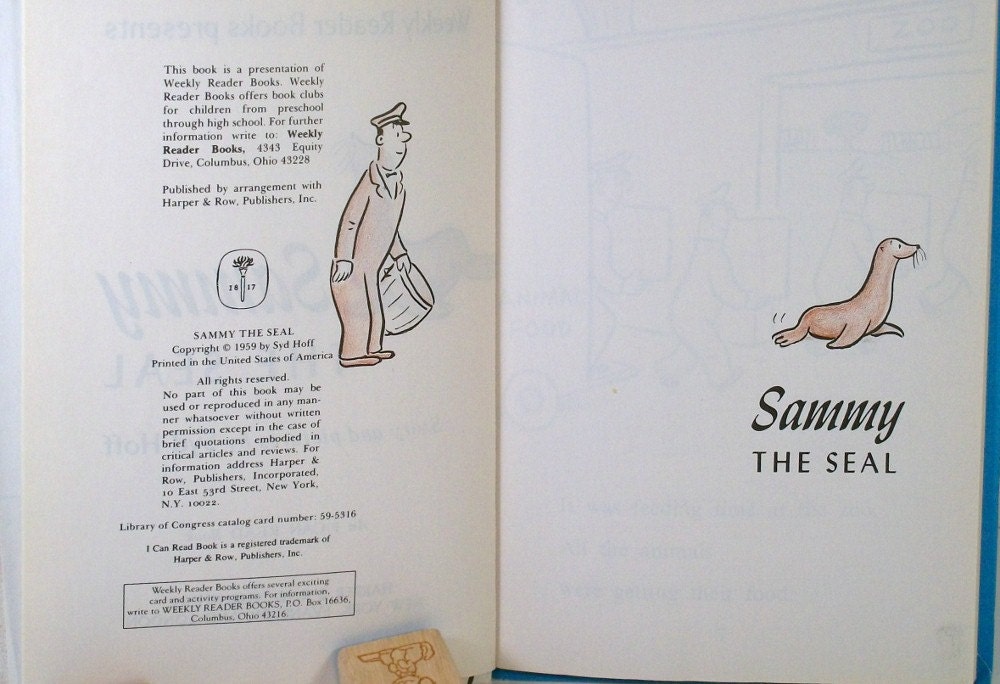 This book is a presentation of
Weekly Reader Books. Weekly
Reader Books offers book clubs
for children from preschool
through high school. For further
information write to: Weekly
Reader Books, 4343 Equity
Drive, Columbus, Ohio 43228
Published by arrangement with
Harper & Row, Publishers, Inc.
18 17
SAMMY THE SEAL
Copyright © 1959 by Syd Hoff
Printed in the United States of America
All rights reserved.
No part of this book may be
used or reproduced in any man-
ner whatsoever without written
permission except in the case of
brief quotations embodied in
critical articles and reviews. For
information address Harper &
Row, Publishers, Incorporated,
10 East 53rd Street, New York,
N.Y. 10022.
Library of Congress catalog card number: 59-5316
I Can Read Book is a registered trademark of
Harper & Row, Publishers, Inc.
Weekly Reader Books offers several exciting
card and activity programs. For information,
write to WEEKLY READER BOOKS, P.O. Box 16636,
Columbus, Ohio 43216.
Sammy
THE SEAL